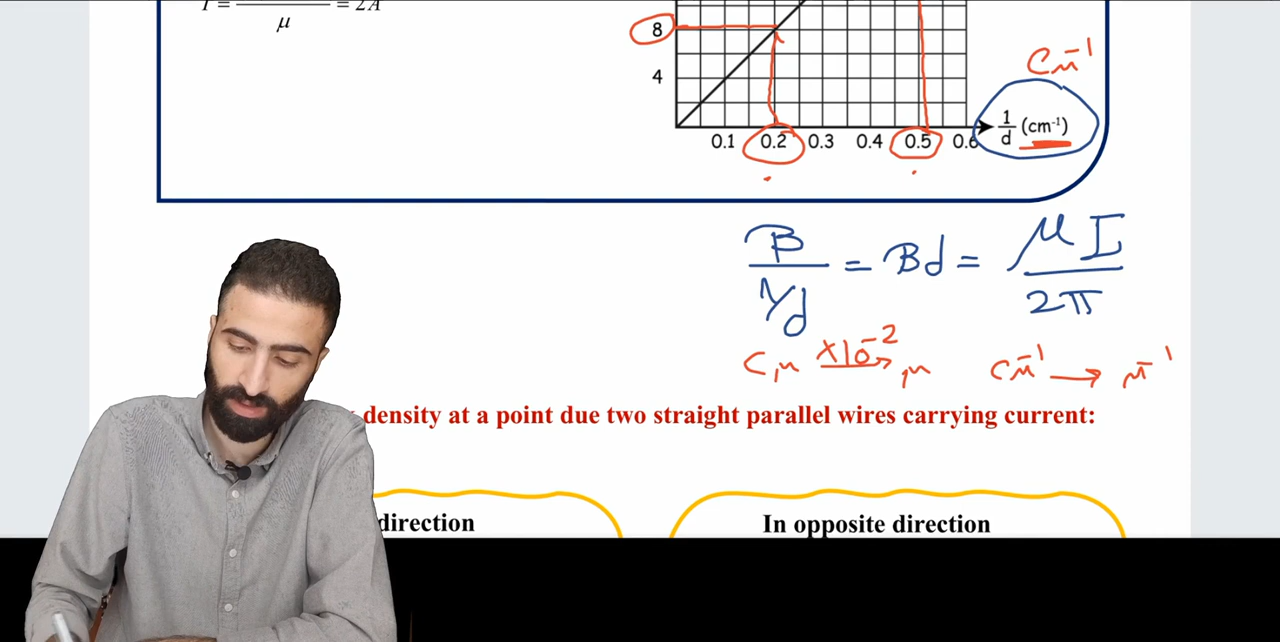 μ
= 2A
8
4
0.1 0.2 0.3 0.4 0.5 0.6
1/d (cm⁻¹)
cm⁻¹
B / 1/d = Bd = μI / 2π
cm ×10⁻² → m cm⁻¹ → m⁻¹
density at a point due two straight parallel wires carrying current:
direction
In opposite direction